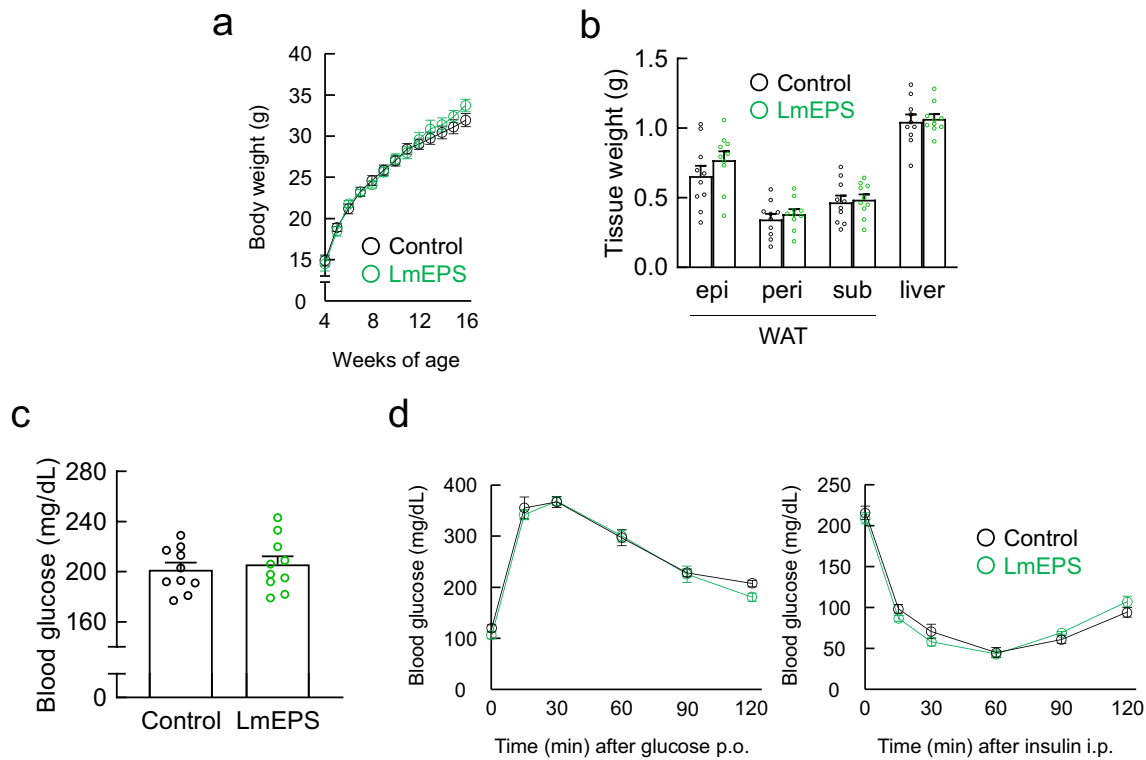 a
Body weight (g)
40
35
30
25
20
15
0
Control
LmEPS
4 8 12 16
Weeks of age
b
Tissue weight (g)
1.5
1.0
0.5
0.0
Control
LmEPS
epi peri sub liver
WAT
c
Blood glucose (mg/dL)
280
240
200
160
0
Control LmEPS
d
Blood glucose (mg/dL)
400
300
200
100
0
0 30 60 90 120
Time (min) after glucose p.o.
Blood glucose (mg/dL)
250
200
150
100
50
0
Control
LmEPS
0 30 60 90 120
Time (min) after insulin i.p.